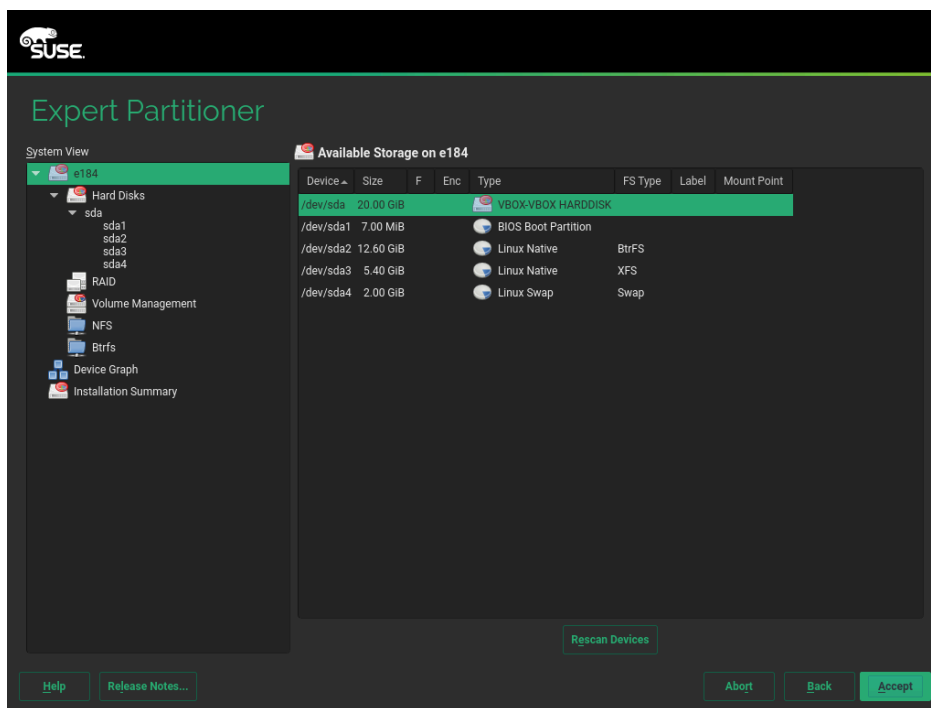 SUSE.
Expert Partitioner
System View
e184
Hard Disks
sda
sda1
sda2
sda3
sda4
RAID
Volume Management
NFS
Btrfs
Device Graph
Installation Summary
Available Storage on e184
Device Size F Enc Type FS Type Label Mount Point
/dev/sda 20.00 GiB VBOX-VBOX HARDDISK
/dev/sda1 7.00 MiB BIOS Boot Partition
/dev/sda2 12.60 GiB Linux Native BtrFS
/dev/sda3 5.40 GiB Linux Native XFS
/dev/sda4 2.00 GiB Linux Swap Swap
Rescan Devices
Help Release Notes... Abort Back Accept